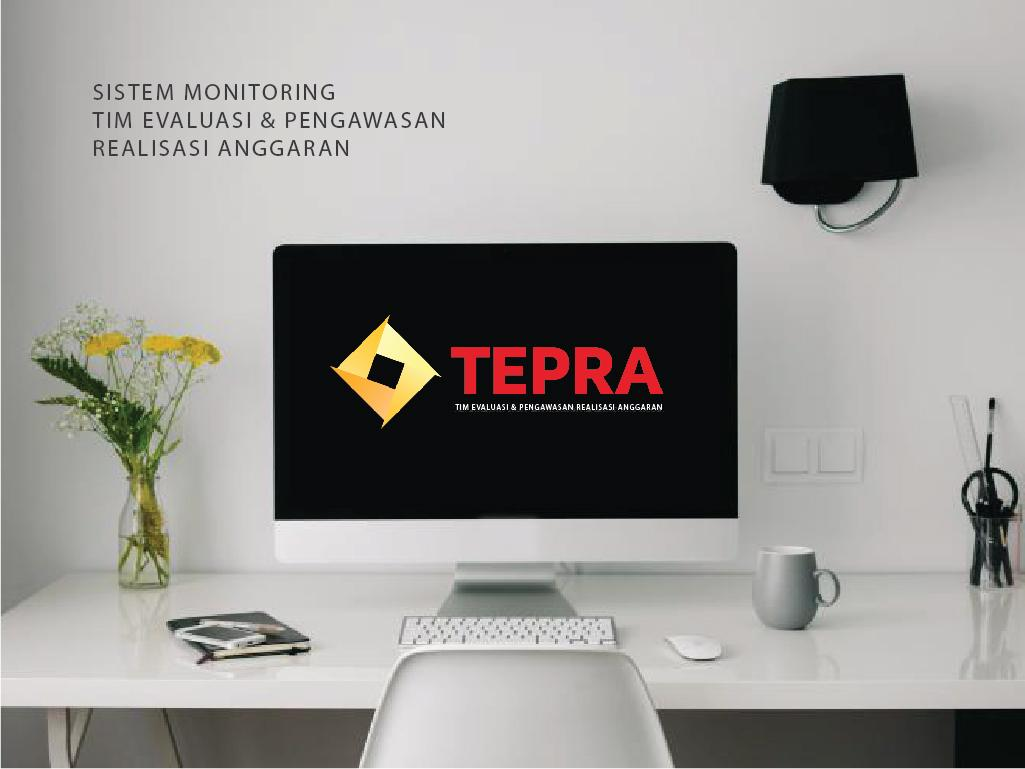 SISTEM MONITORING
TIM EVALUASI & PENGAWASAN
REALISASI ANGGARAN
TEPRA
TIM EVALUASI & PENGAWASAN REALISASI ANGGARAN